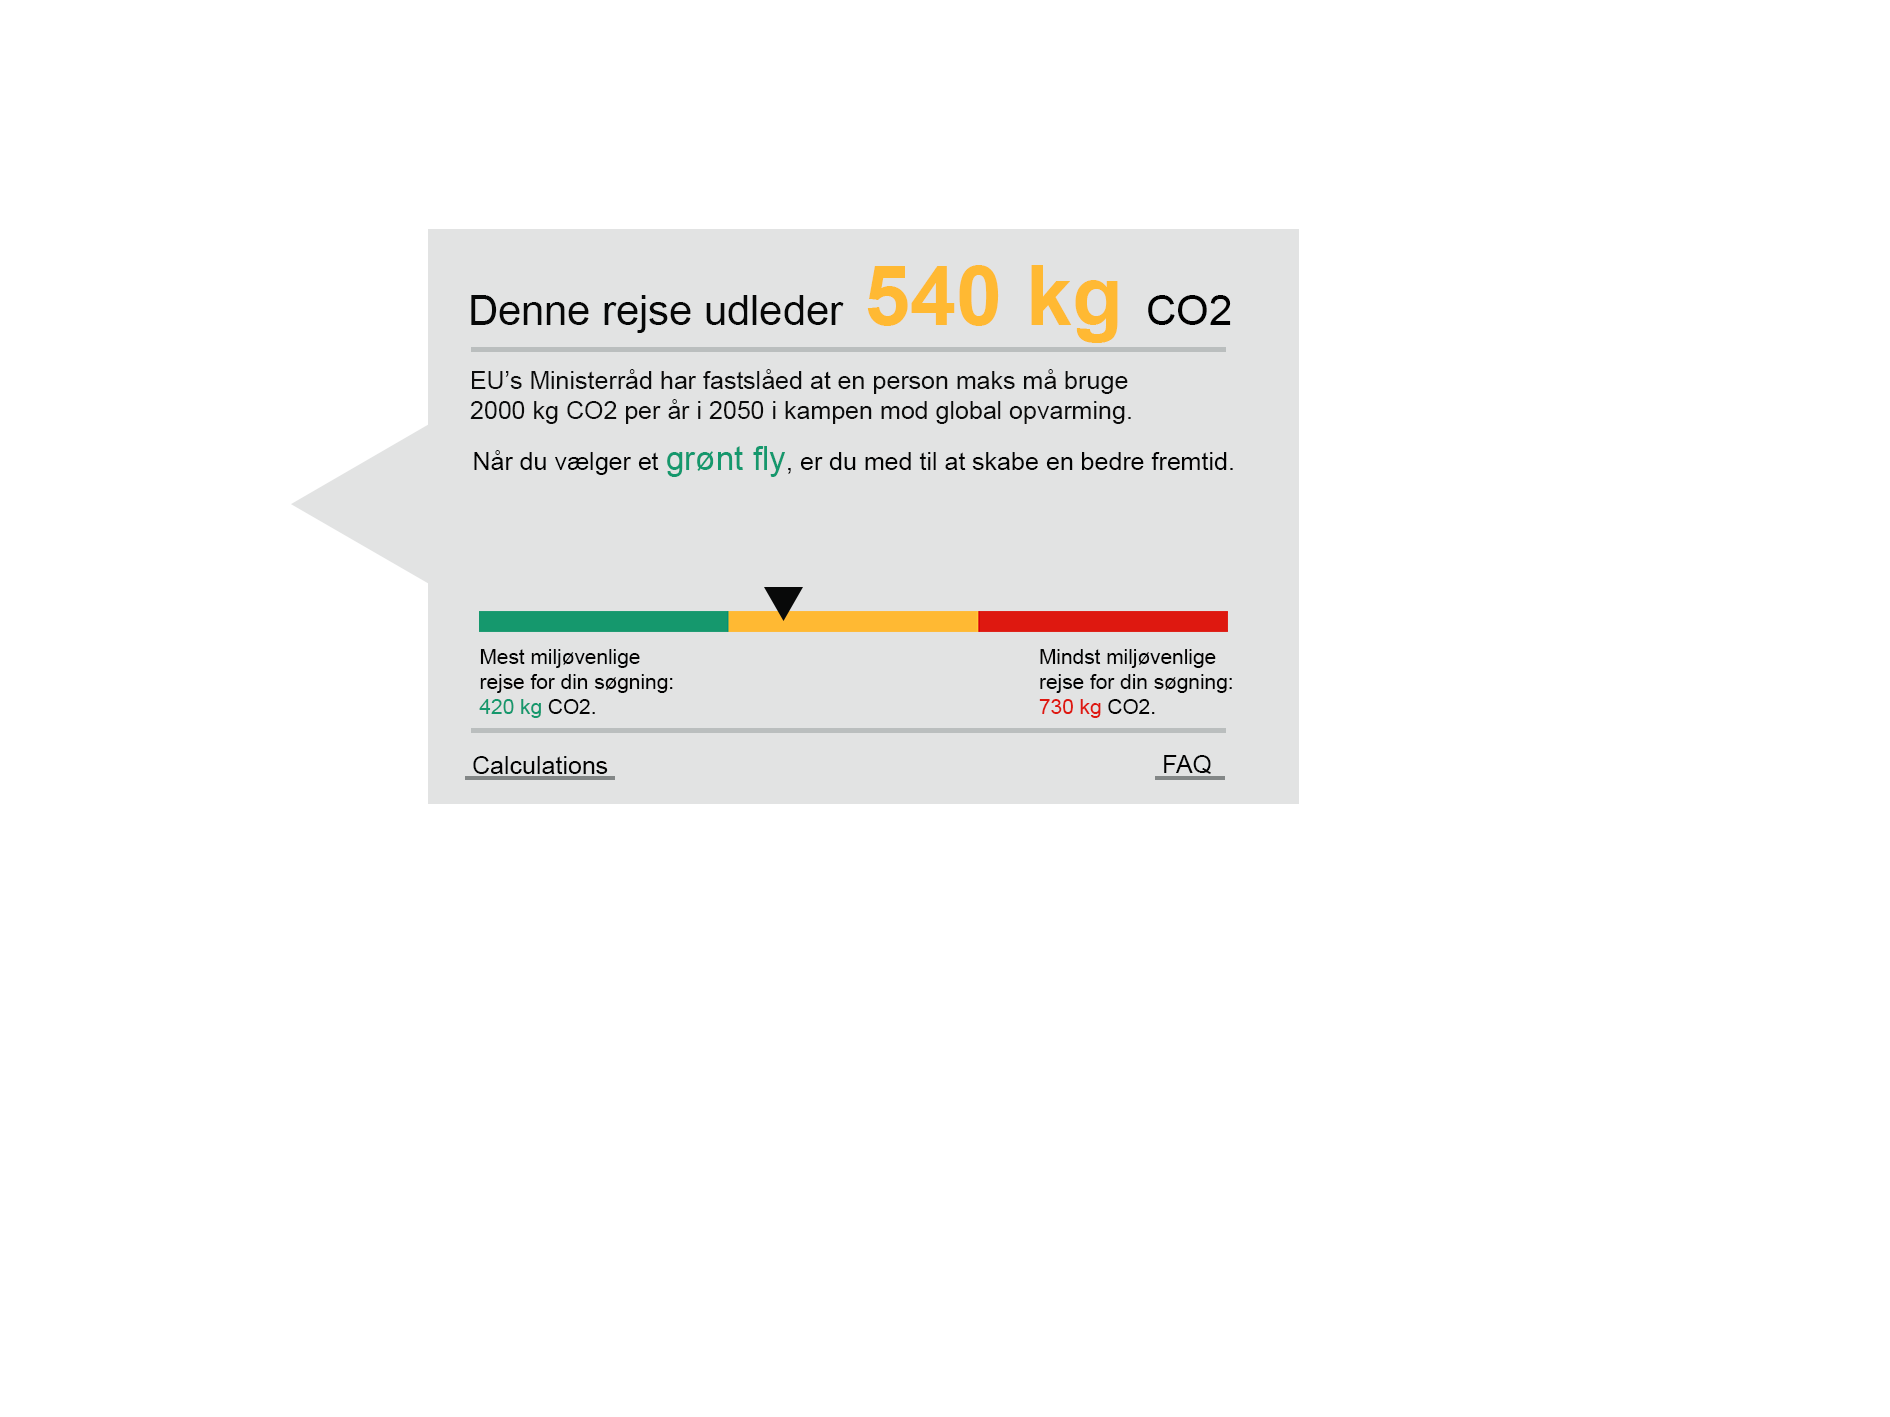 Denne rejse udleder 540 kg CO2
EU’s Ministerråd har fastslåed at en person maks må bruge
2000 kg CO2 per år i 2050 i kampen mod global opvarming.
Når du vælger et grønt fly, er du med til at skabe en bedre fremtid.
Mest miljøvenlige
rejse for din søgning:
420 kg CO2.
Mindst miljøvenlige
rejse for din søgning:
730 kg CO2.
Calculations
FAQ